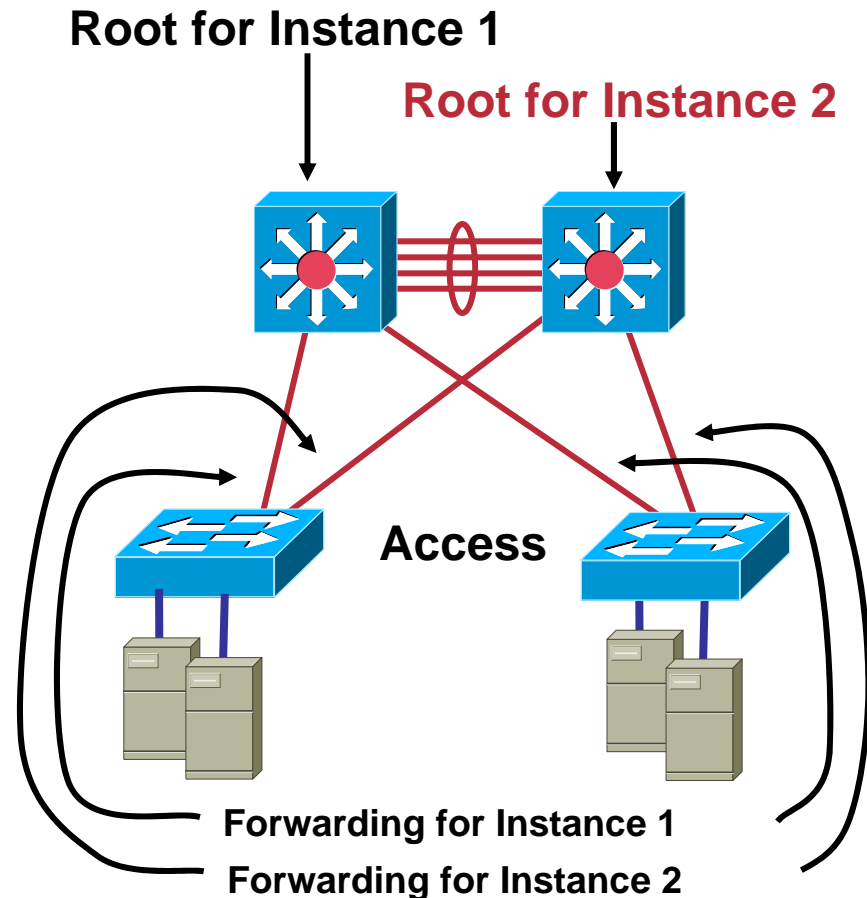 Root for Instance 1
Root for Instance 2
Access
Forwarding for Instance 1
Forwarding for Instance 2